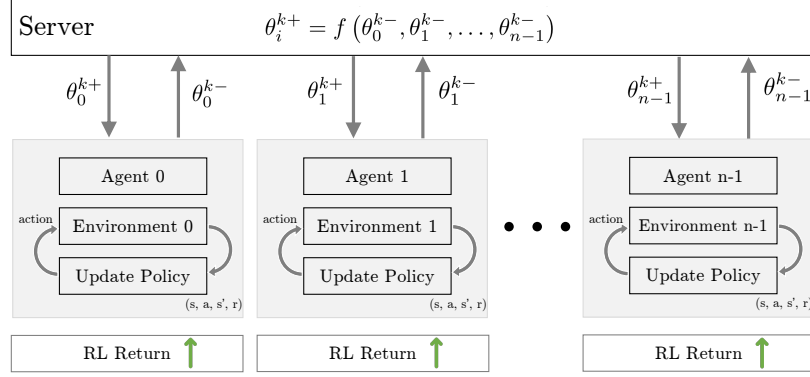 Server θ_i^{k+} = f (θ_0^{k−}, θ_1^{k−}, . . . , θ_{n−1}^{k−})
θ_0^{k+} θ_0^{k−} θ_1^{k+} θ_1^{k−} θ_{n−1}^{k+} θ_{n−1}^{k−}
Agent 0
action
Environment 0
Update Policy
(s, a, s', r)
RL Return
Agent 1
action
Environment 1
Update Policy
(s, a, s', r)
RL Return
Agent n-1
action
Environment n-1
Update Policy
(s, a, s', r)
RL Return